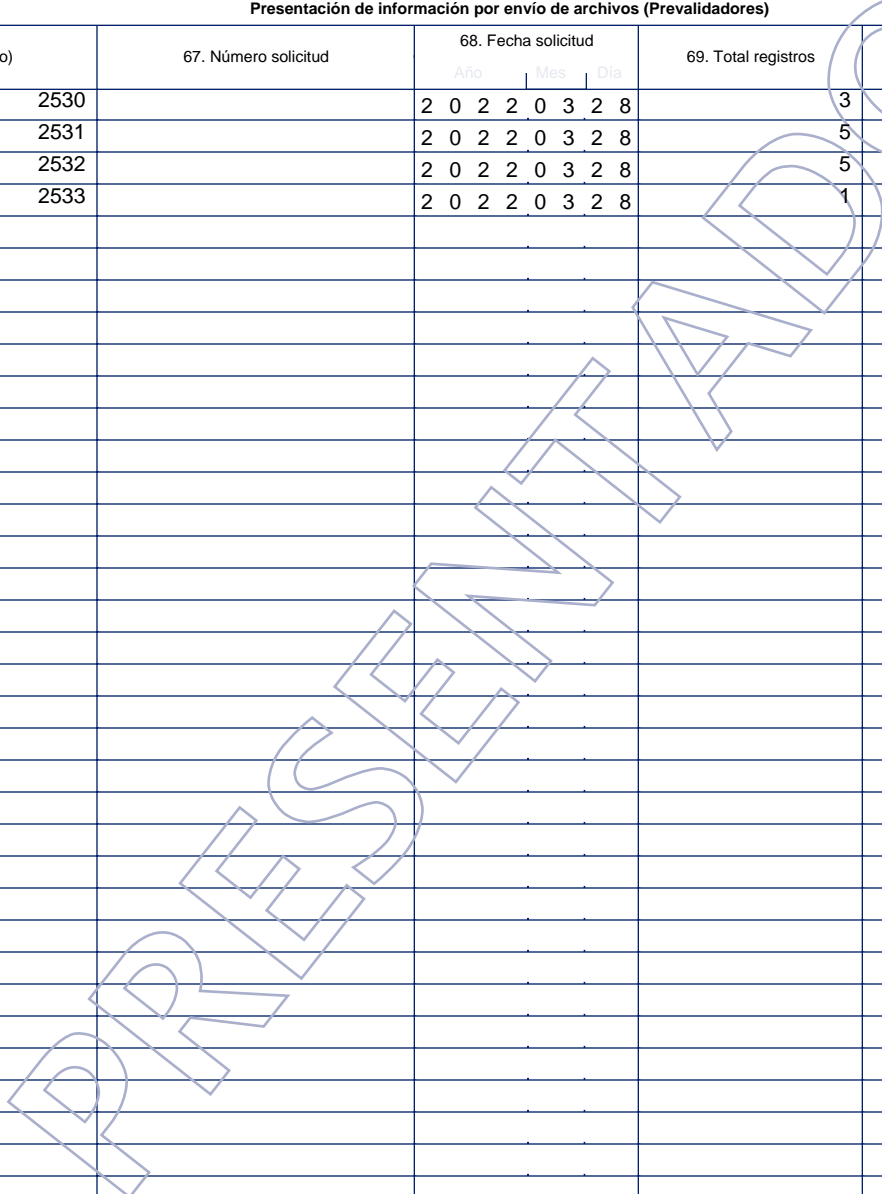 Presentación de información por envío de archivos (Prevalidadores)
o) 67. Número solicitud 68. Fecha solicitud 69. Total registros
Año Mes Día
2530 2 0 2 2 0 3 2 8 3
2531 2 0 2 2 0 3 2 8 5
2532 2 0 2 2 0 3 2 8 5
2533 2 0 2 2 0 3 2 8 1
PRESENTADO